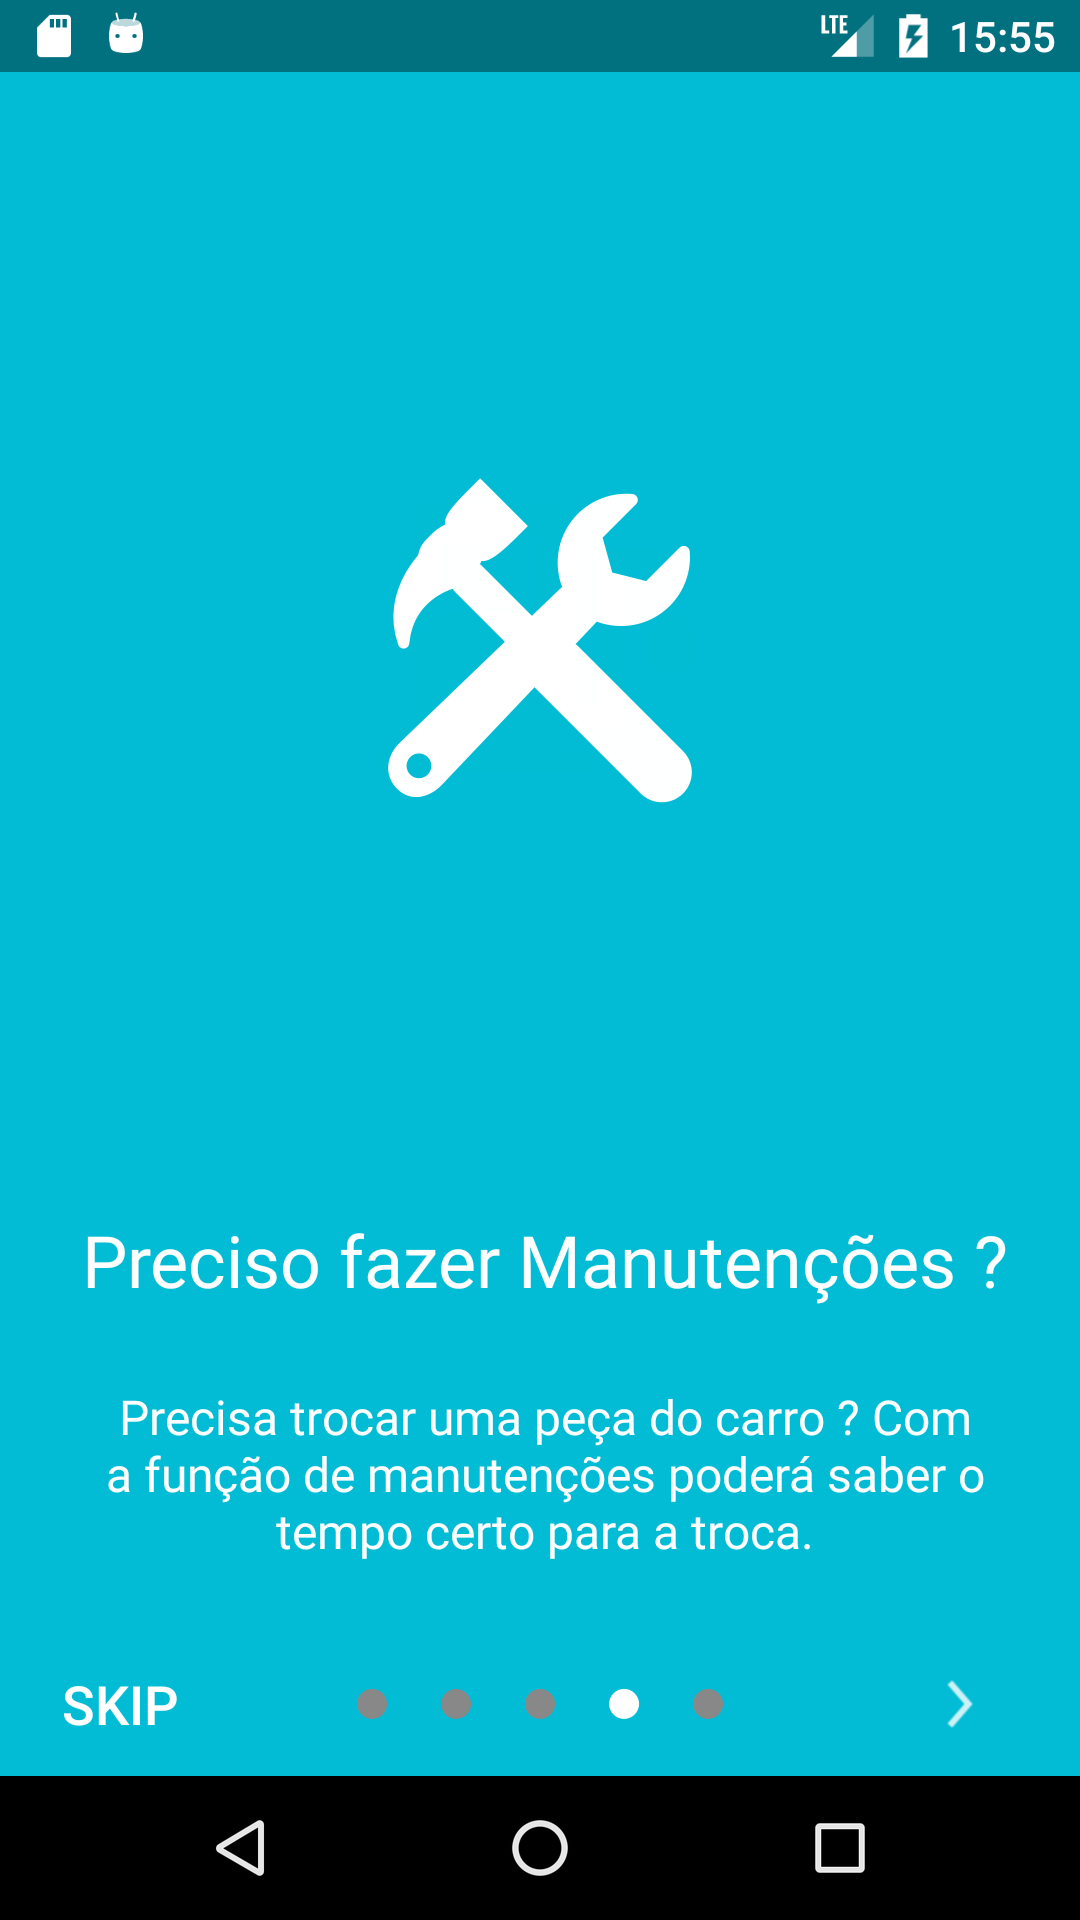 LTE 15:55
Preciso fazer Manutenções ?
Precisa trocar uma peça do carro ? Com
a função de manutenções poderá saber o
tempo certo para a troca.
SKIP